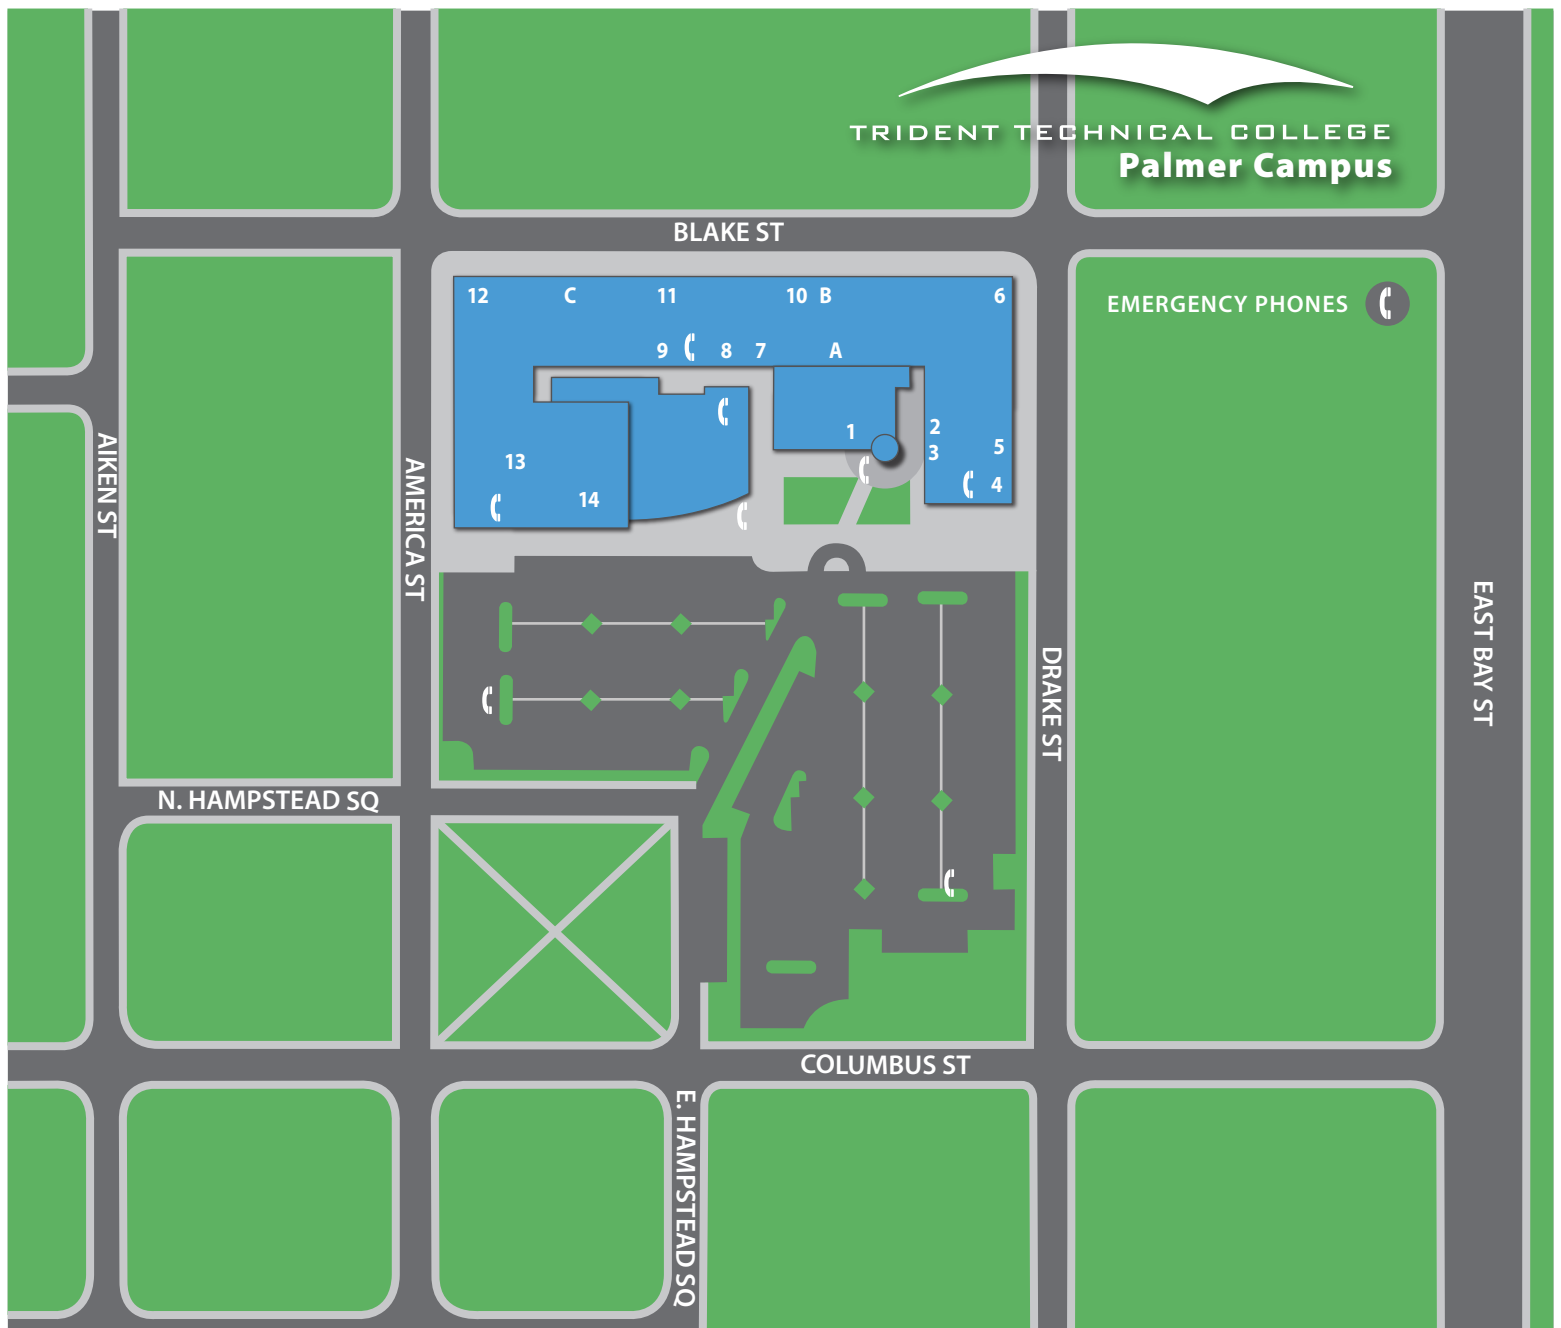 TRIDENT TECHNICAL COLLEGE
Palmer Campus
BLAKE ST
12 C 11 10 B 6
EMERGENCY PHONES
9 8 7 A
1 2
3 5
13
14 4
AIKEN ST
AMERICA ST
DRAKE ST
EAST BAY ST
N. HAMPSTEAD SQ
COLUMBUS ST
E. HAMPSTEAD SQ